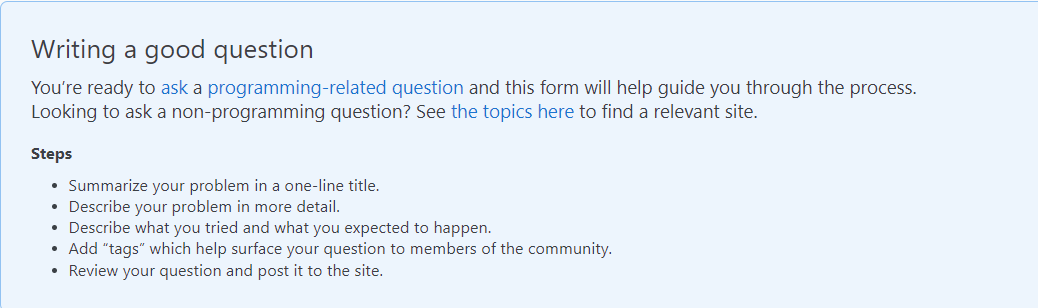 Writing a good question
You’re ready to ask a programming-related question and this form will help guide you through the process.
Looking to ask a non-programming question? See the topics here to find a relevant site.
Steps
• Summarize your problem in a one-line title.
• Describe your problem in more detail.
• Describe what you tried and what you expected to happen.
• Add “tags” which help surface your question to members of the community.
• Review your question and post it to the site.